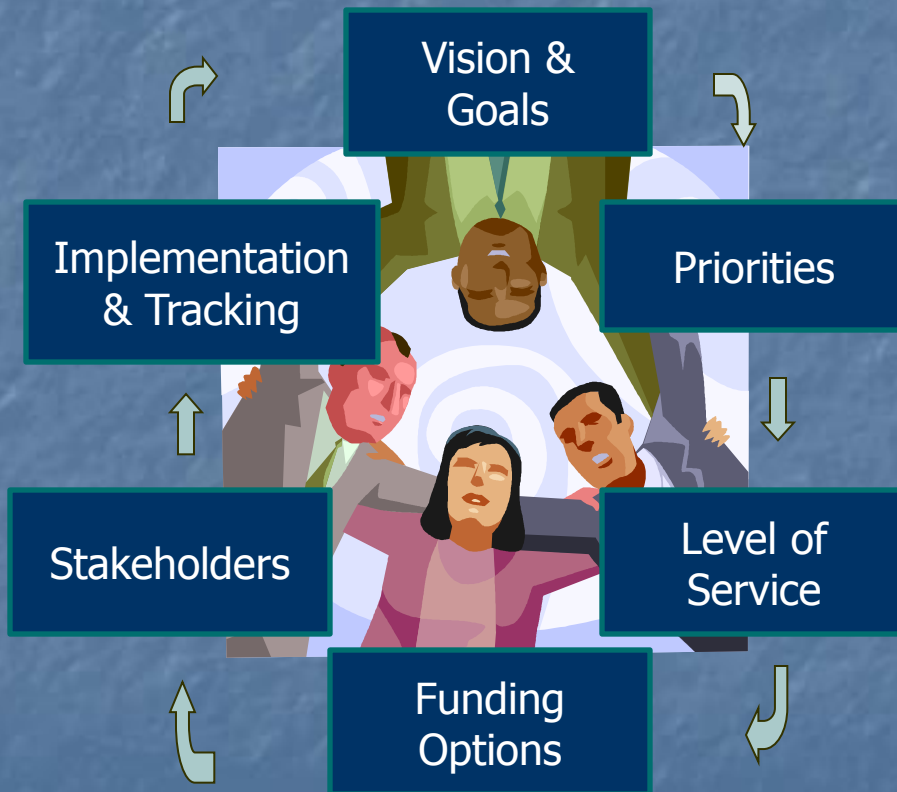 Vision &
Goals
Implementation
& Tracking
Priorities
Stakeholders
Level of
Service
Funding
Options